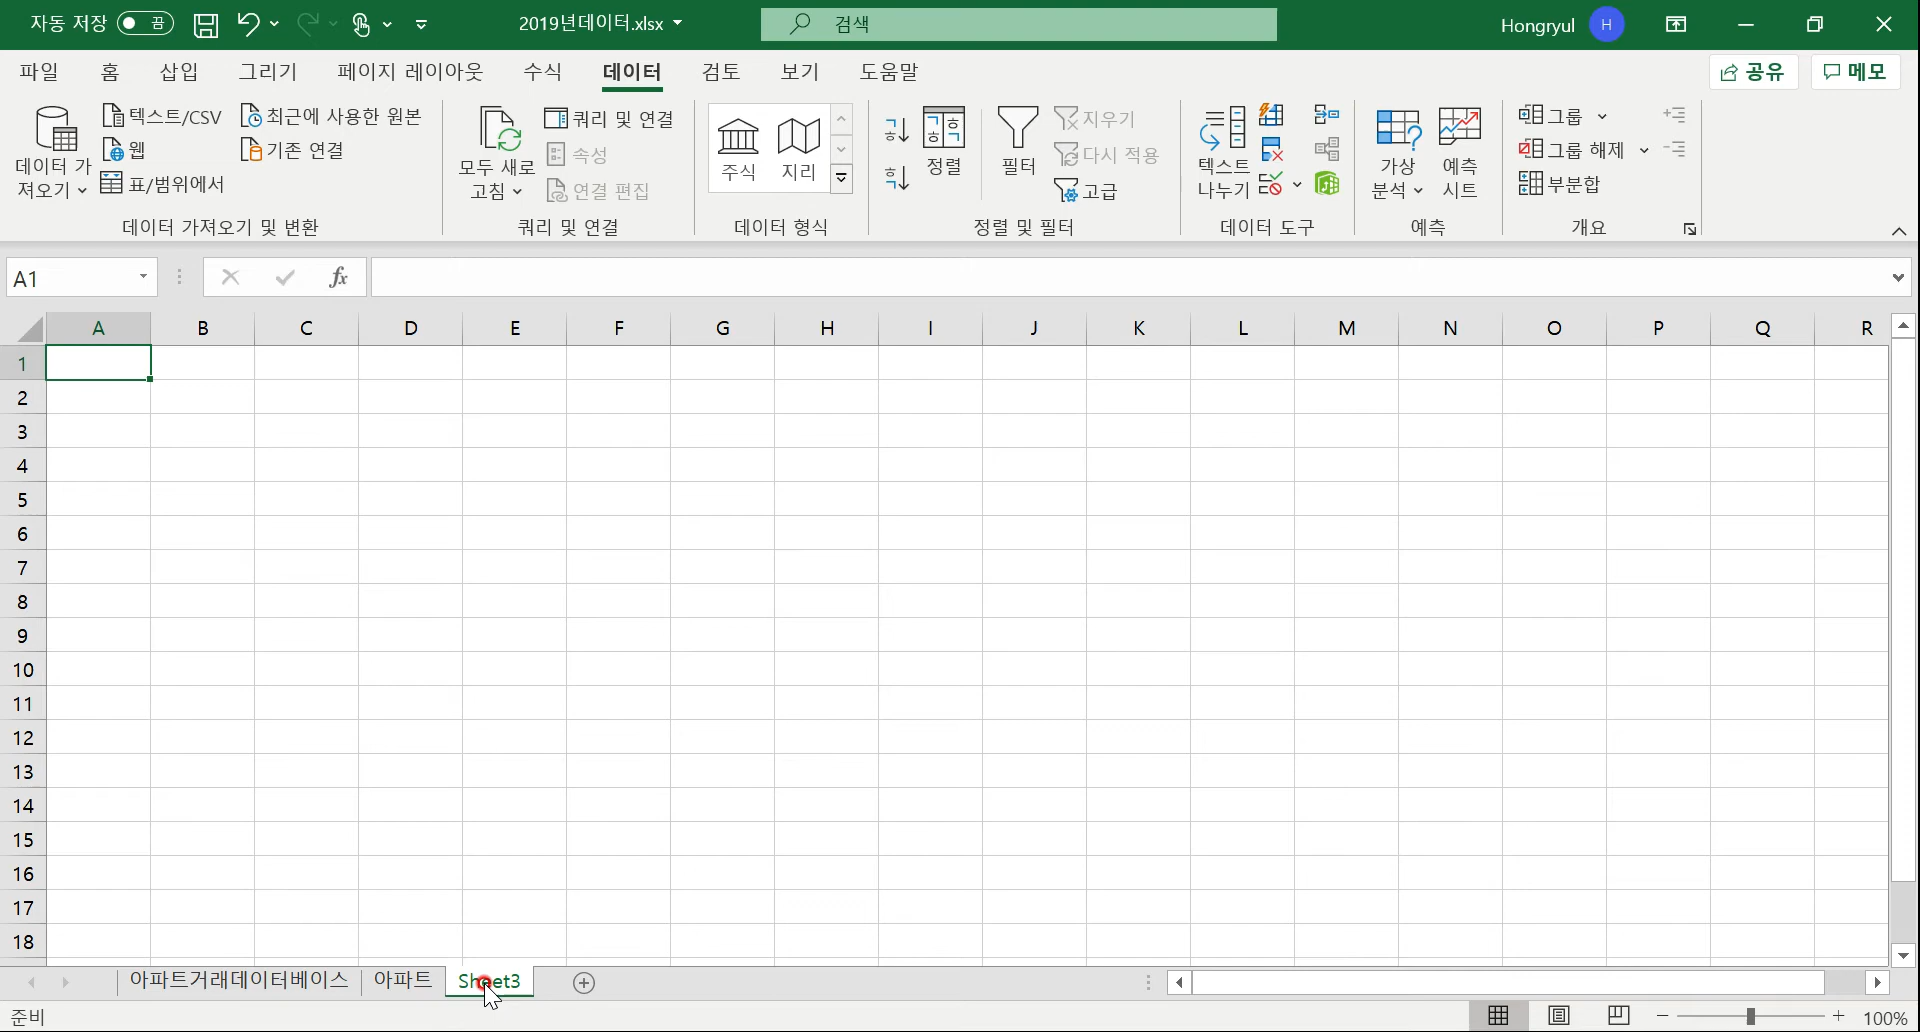 자동 저장 끔 2019년데이터.xlsx 검색 Hongryul H
파일 홈 삽입 그리기 페이지 레이아웃 수식 데이터 검토 보기 도움말 공유 메모
데이터 가져오기
텍스트/CSV
웹
표/범위에서
최근에 사용한 원본
기존 연결
데이터 가져오기 및 변환
모두 새로
고침
쿼리 및 연결
속성
연결 편집
쿼리 및 연결
주식 지리
데이터 형식
정렬
필터
지우기
다시 적용
고급
정렬 및 필터
텍스트
나누기
데이터 도구
가상
분석
예측
시트
예측
그룹
그룹 해제
부분합
개요
A1 fx
A B C D E F G H I J K L M N O P Q R
1
2
3
4
5
6
7
8
9
10
11
12
13
14
15
16
17
18
아파트거래데이터베이스 아파트 Sheet3
준비 100%